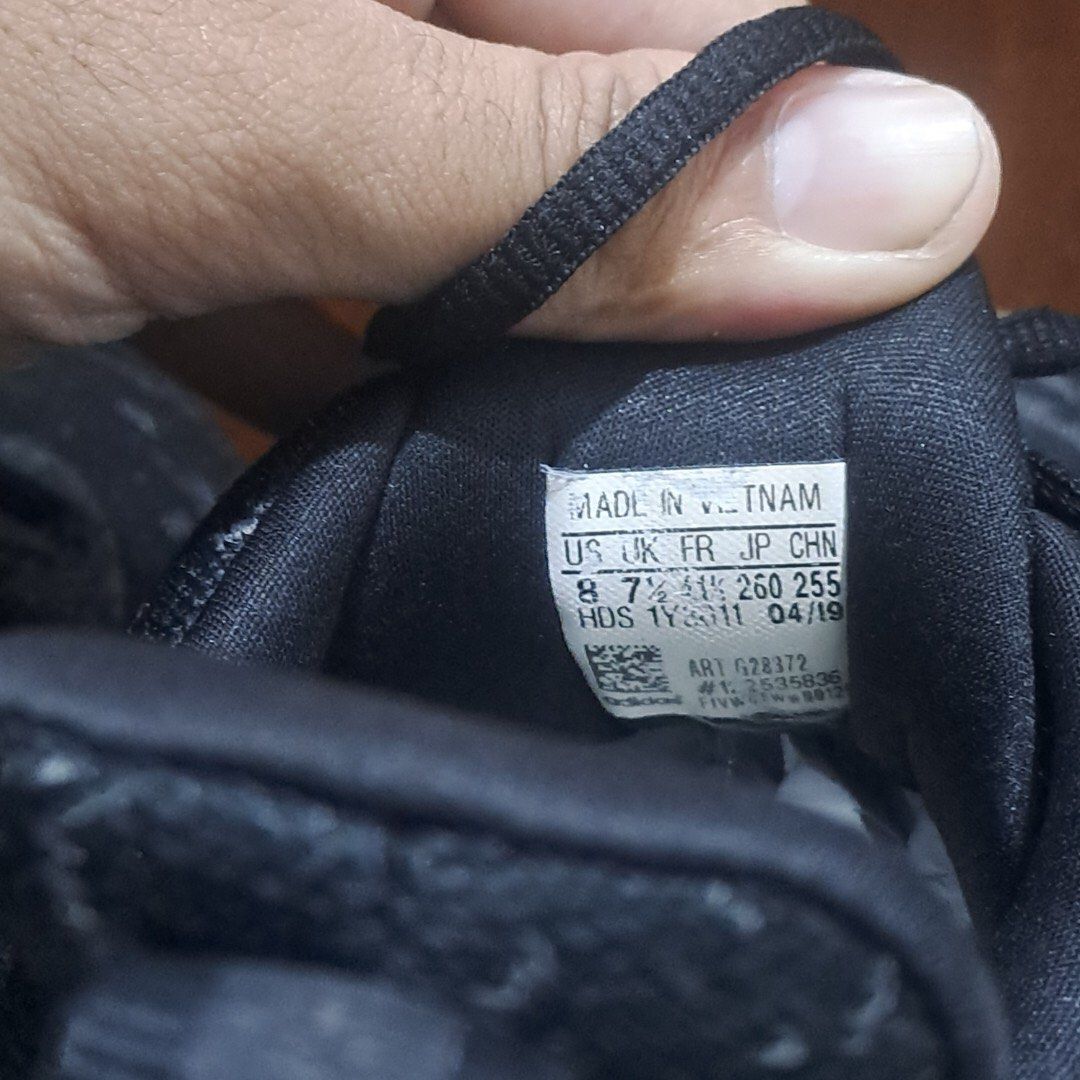 MADE IN VIETNAM
US UK FR JP CHN
8 7½ 41⅓ 260 255
HDS 04/19
ART G28372
adidas